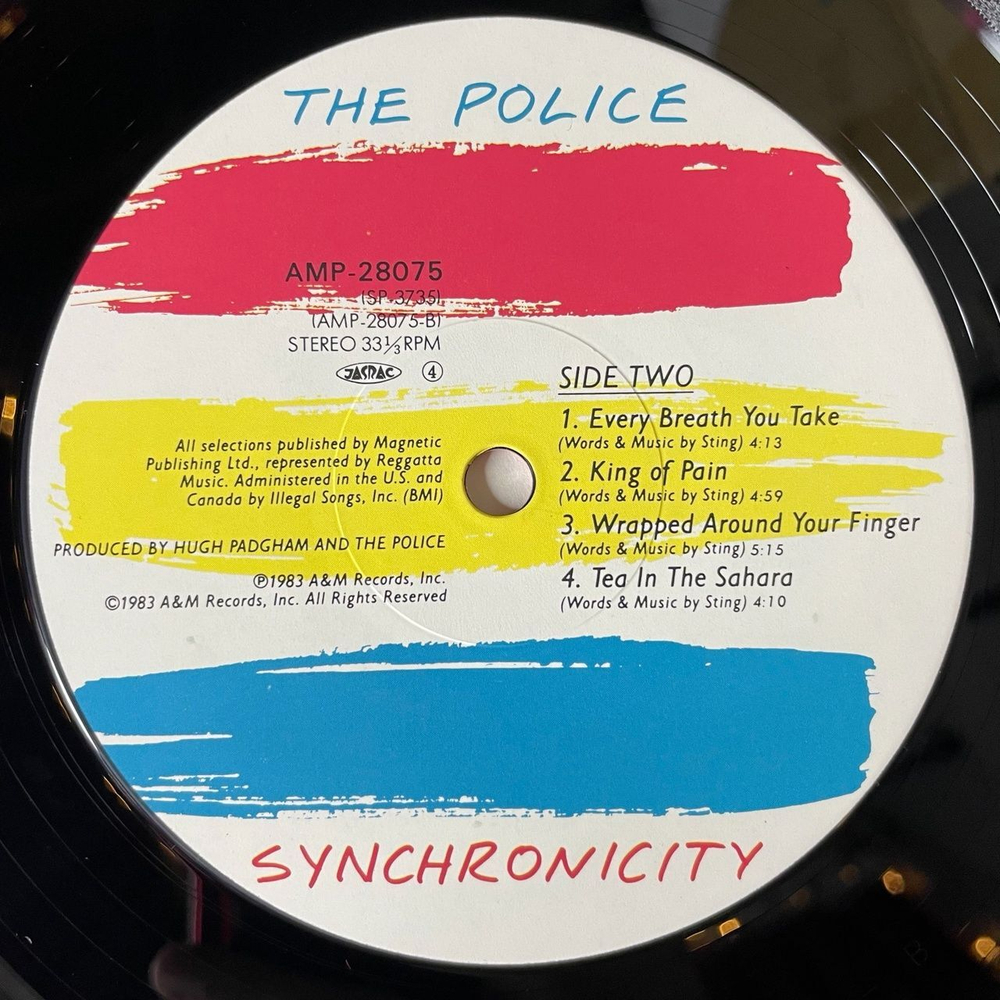 THE POLICE
AMP-28075
(SP-3735)
(AMP-28075-B)
STEREO 33⅓RPM
JASRAC ④
All selections published by Magnetic
Publishing Ltd., represented by Reggatta
Music. Administered in the U.S. and
Canada by Illegal Songs, Inc. (BMI)
PRODUCED BY HUGH PADGHAM AND THE POLICE
℗1983 A&M Records, Inc.
©1983 A&M Records, Inc. All Rights Reserved
SIDE TWO
1. Every Breath You Take
(Words & Music by Sting) 4:13
2. King of Pain
(Words & Music by Sting) 4:59
3. Wrapped Around Your Finger
(Words & Music by Sting) 5:15
4. Tea In The Sahara
(Words & Music by Sting) 4:10
SYNCHRONICITY